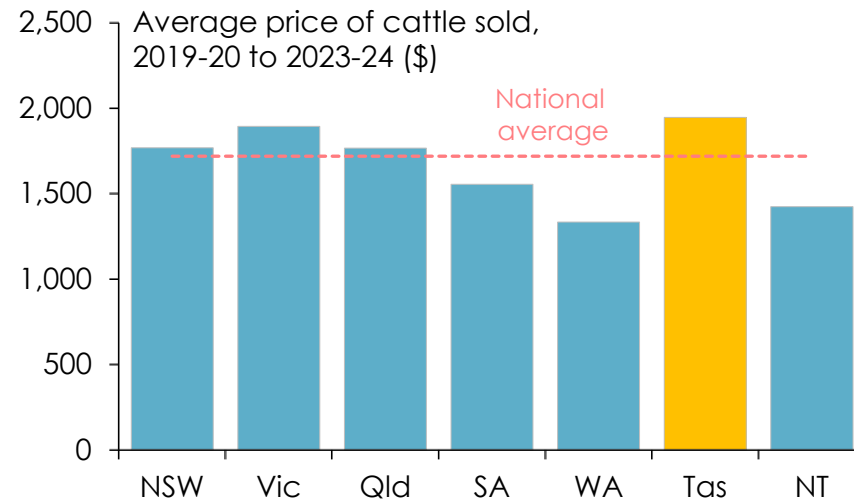 Average price of cattle sold,
2019-20 to 2023-24 ($)
2,500
2,000
1,500
1,000
500
0
National
average
NSW Vic Qld SA WA Tas NT